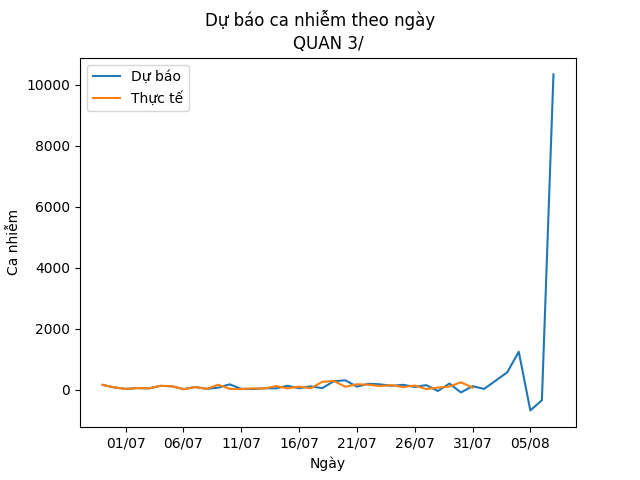 Dự báo ca nhiễm theo ngày
QUAN 3/
Dự báo
Thực tế
10000
8000
6000
4000
2000
0
Ca nhiễm
01/07 06/07 11/07 16/07 21/07 26/07 31/07 05/08
Ngày